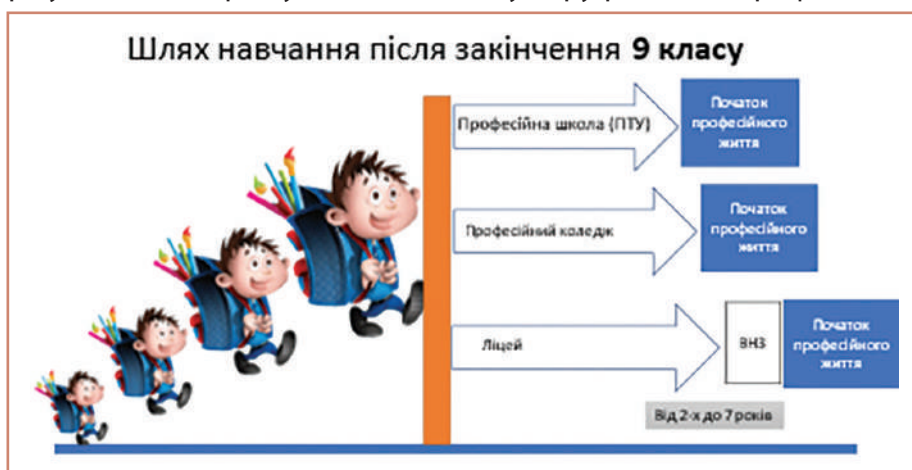 Шлях навчання після закінчення 9 класу
Професійна школа (ПТУ)
Початок
професійного
життя
Професійний коледж
Початок
професійного
життя
Ліцей
ВНЗ
Початок
професійного
життя
Від 2-х до 7 років